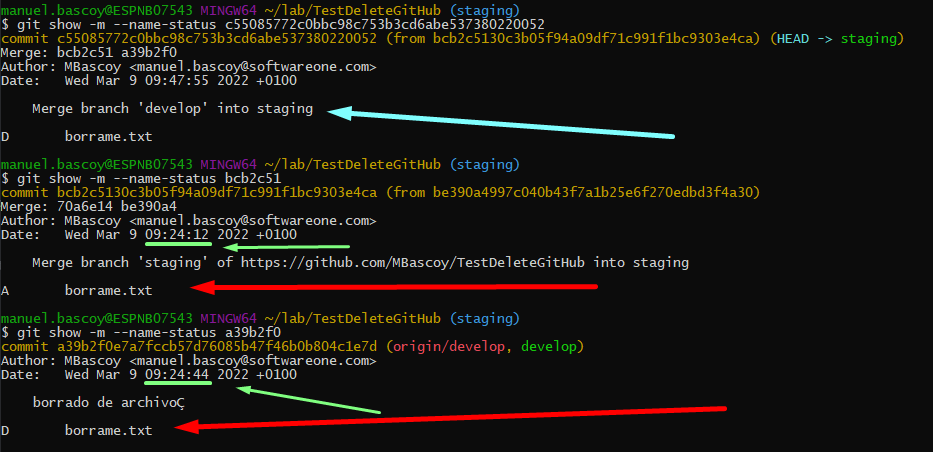 manuel.bascoy@ESPNB07543 MINGW64 ~/lab/TestDeleteGitHub (staging)
$ git show -m --name-status c55085772c0bbc98c753b3cd6abe537380220052
commit c55085772c0bbc98c753b3cd6abe537380220052 (from bcb2c5130c3b05f94a09df71c991f1bc9303e4ca) (HEAD -> staging)
Merge: bcb2c51 a39b2f0
Author: MBascoy <manuel.bascoy@softwareone.com>
Date:   Wed Mar 9 09:47:55 2022 +0100
    Merge branch 'develop' into staging
D       borrame.txt
manuel.bascoy@ESPNB07543 MINGW64 ~/lab/TestDeleteGitHub (staging)
$ git show -m --name-status bcb2c51
commit bcb2c5130c3b05f94a09df71c991f1bc9303e4ca (from be390a4997c040b43f7a1b25e6f270edbd3f4a30)
Merge: 70a6e14 be390a4
Author: MBascoy <manuel.bascoy@softwareone.com>
Date:   Wed Mar 9 09:24:12 2022 +0100
    Merge branch 'staging' of https://github.com/MBascoy/TestDeleteGitHub into staging
A       borrame.txt
manuel.bascoy@ESPNB07543 MINGW64 ~/lab/TestDeleteGitHub (staging)
$ git show -m --name-status a39b2f0
commit a39b2f0e7a7fccb57d76085b47f46b0b804c1e7d (origin/develop, develop)
Author: MBascoy <manuel.bascoy@softwareone.com>
Date:   Wed Mar 9 09:24:44 2022 +0100
    borrado de archivoÇ
D       borrame.txt